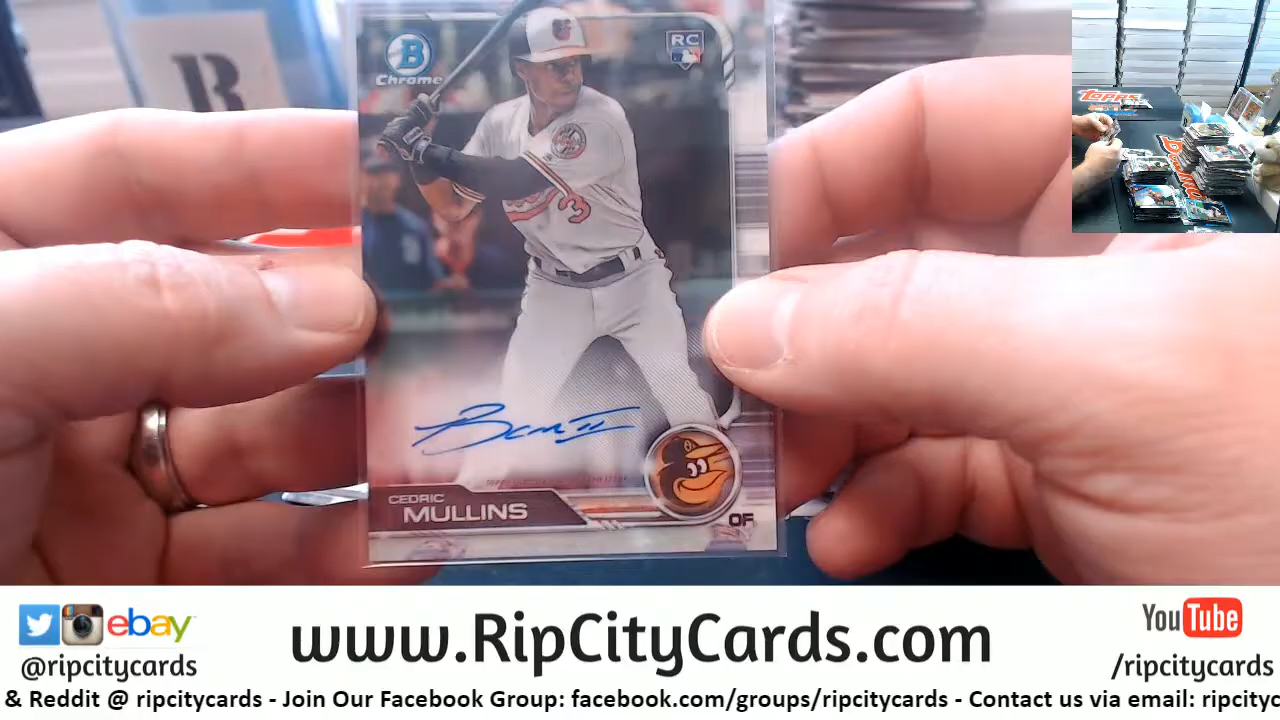 B
B
Chrome
RC
3
CEDRIC
MULLINS
OF
TOPPS
ebay
@ripcitycards
www.RipCityCards.com
YouTube
/ripcitycards
& Reddit @ ripcitycards - Join Our Facebook Group: facebook.com/groups/ripcitycards - Contact us via email: ripcityc